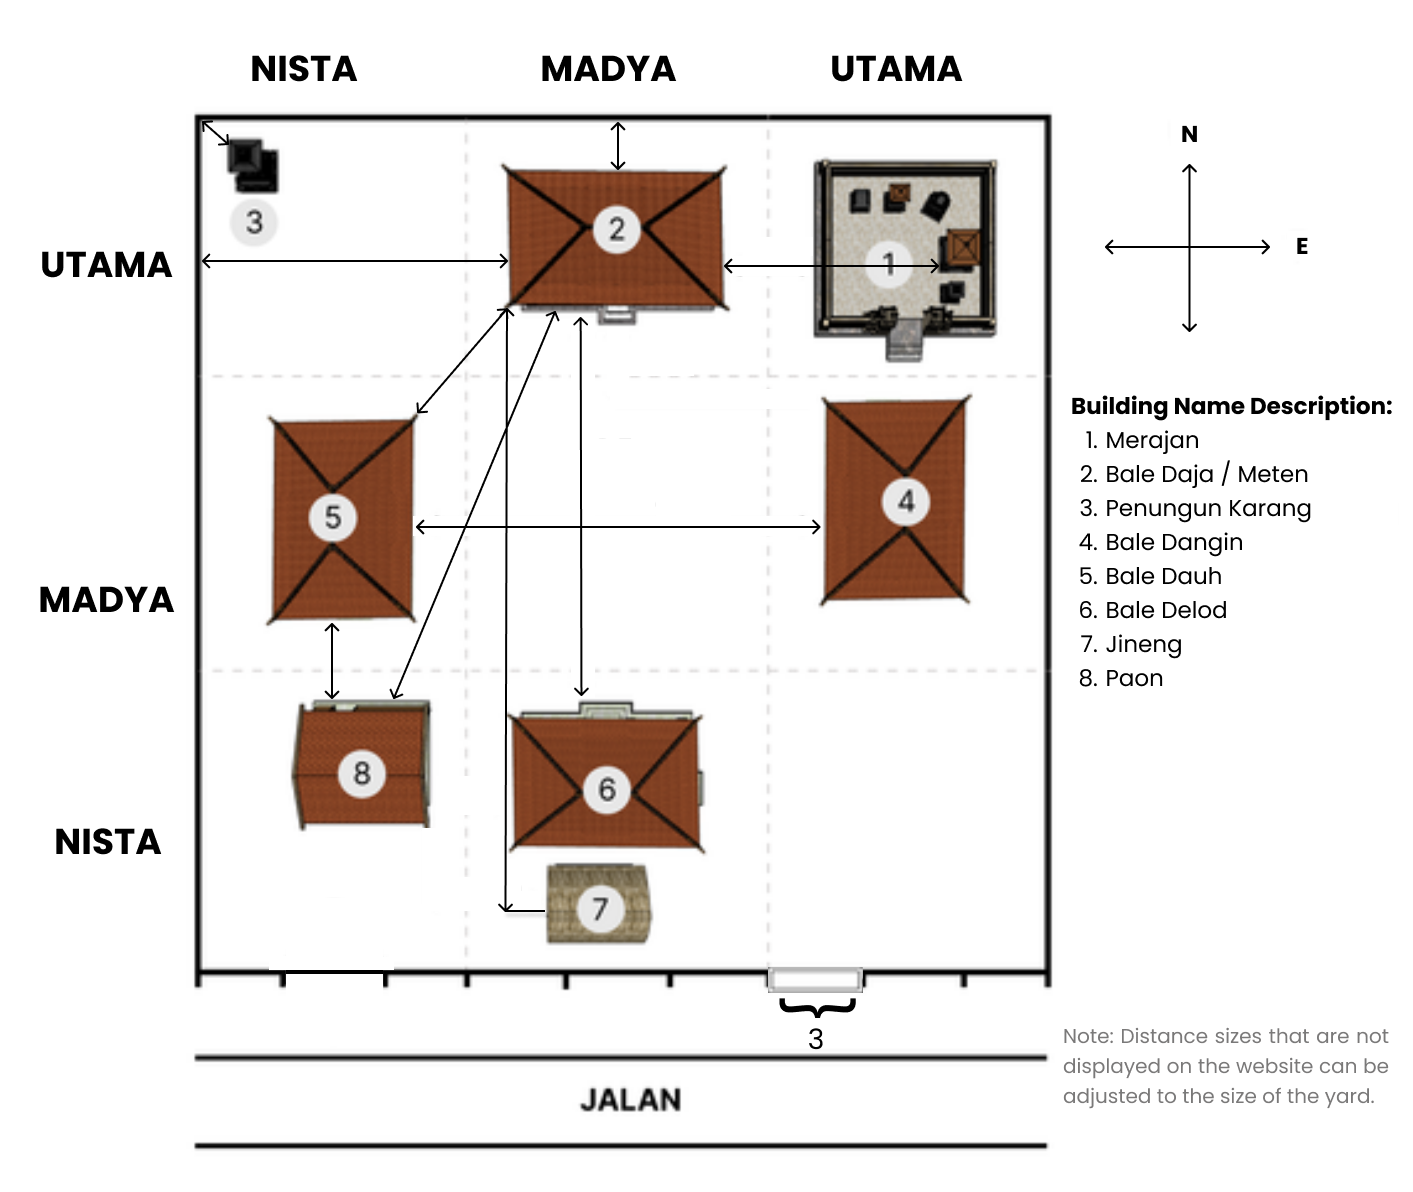 NISTA MADYA UTAMA
N
3
2
1
UTAMA
E
Building Name Description:
1. Merajan
2. Bale Daja / Meten
3. Penungun Karang
4. Bale Dangin
5. Bale Dauh
6. Bale Delod
7. Jineng
8. Paon
5
4
MADYA
8
6
NISTA
7
3
Note: Distance sizes that are not
displayed on the website can be
adjusted to the size of the yard.
JALAN